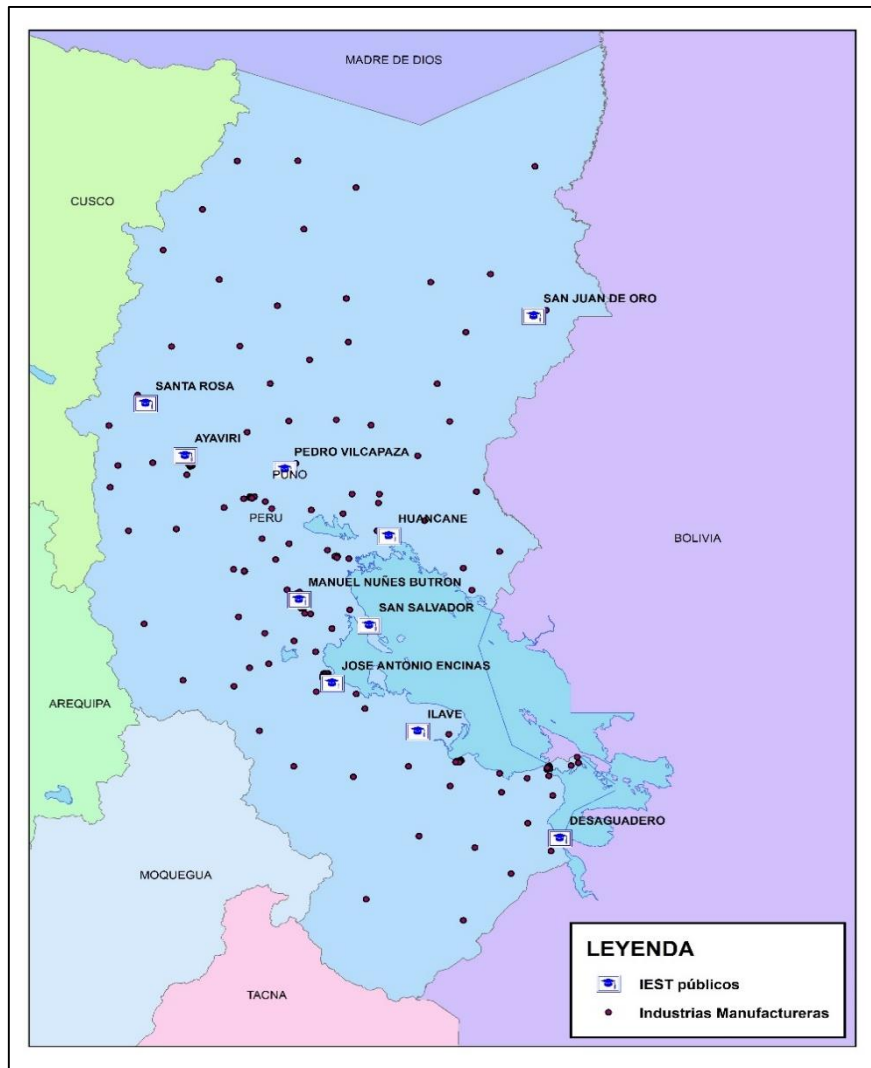 MADRE DE DIOS
CUSCO
SAN JUAN DE ORO
SANTA ROSA
AYAVIRI
PEDRO VILCAPAZA
PUNO
PERU
HUANCANE
BOLIVIA
MANUEL NUÑES BUTRON
SAN SALVADOR
JOSE ANTONIO ENCINAS
AREQUIPA
ILAVE
DESAGUADERO
MOQUEGUA
TACNA
LEYENDA
IEST públicos
Industrias Manufactureras